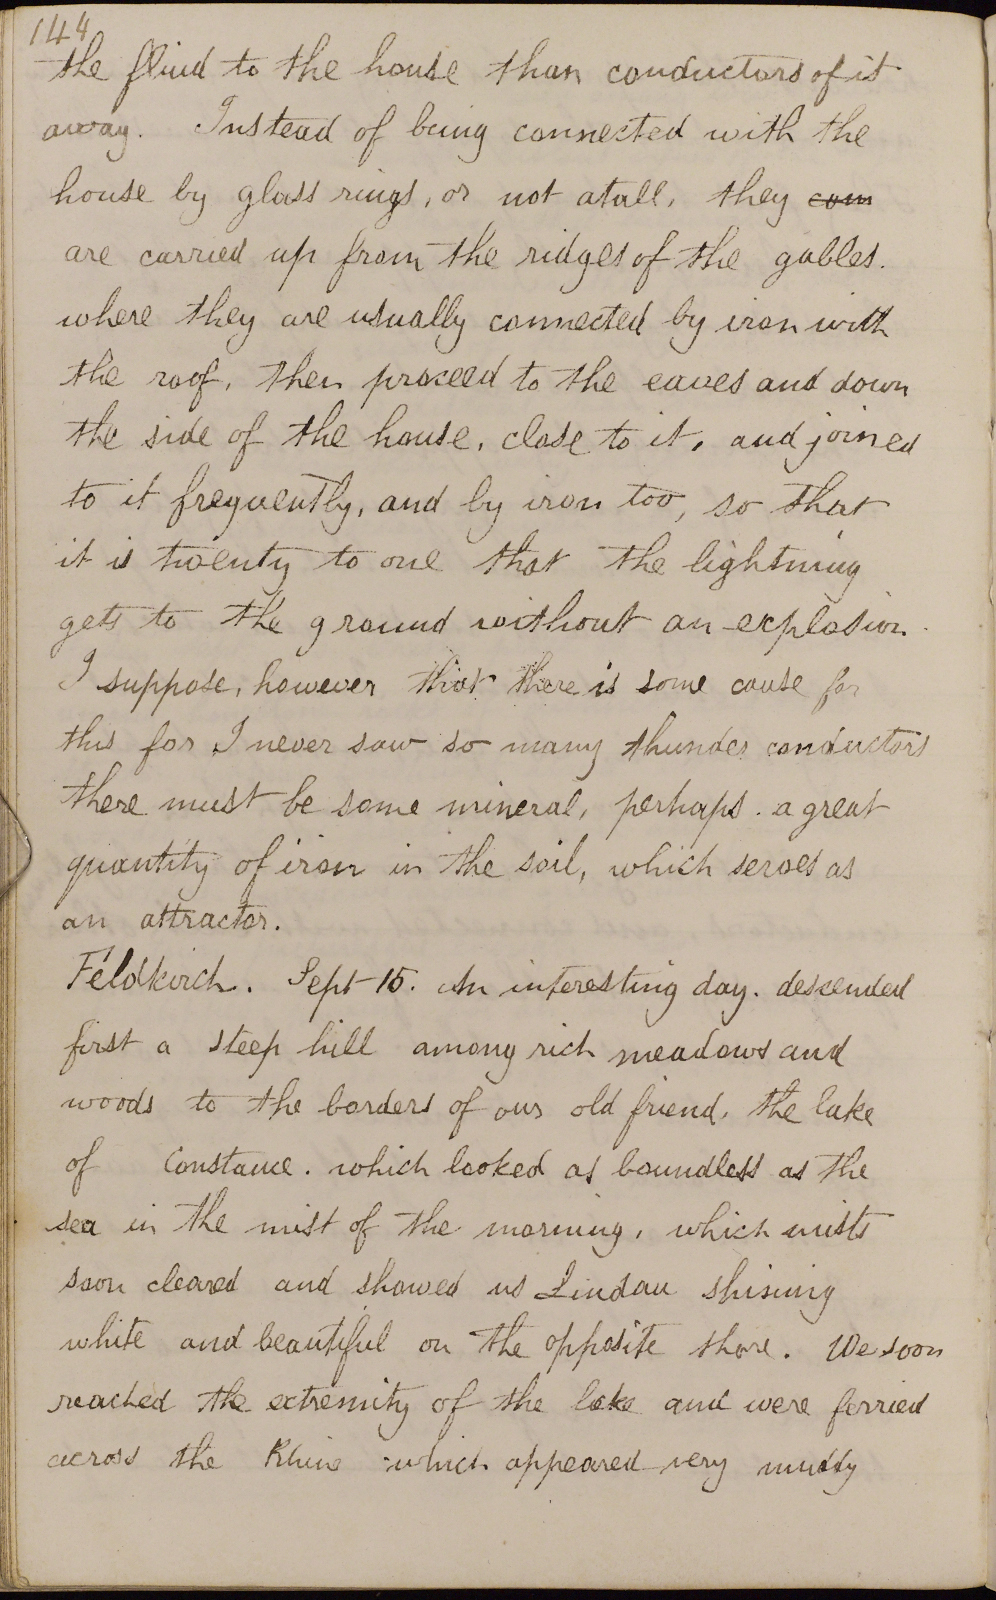 144
the fluid to the house than conductors of it
away. Instead of being connected with the
house by glass rings, or not atall, they com
are carried up from the ridges of the gables.
where they are usually connected by iron with
the roof, then proceed to the eaves and down
the side of the house, close to it, and joined
to it frequently, and by iron too, so that
it is twenty to one that the lightning
gets to the ground without an explosion.
I suppose, however that there is some cause for
this for I never saw so many thunder conductors
there must be some mineral, perhaps. a great
quantity of iron in the soil, which serves as
an attractor.
Feldkirch. Sept 15. An interesting day. descended
first a steep hill among rich meadows and
woods to the borders of our old friend, the lake
of Constance. which looked as boundless as the
sea in the mist of the morning, which mists
soon cleared and showed us Lindau shining
white and beautiful on the opposite shore. We soon
reached the extremity of the lake and were ferried
across the Rhine which appeared very muddy